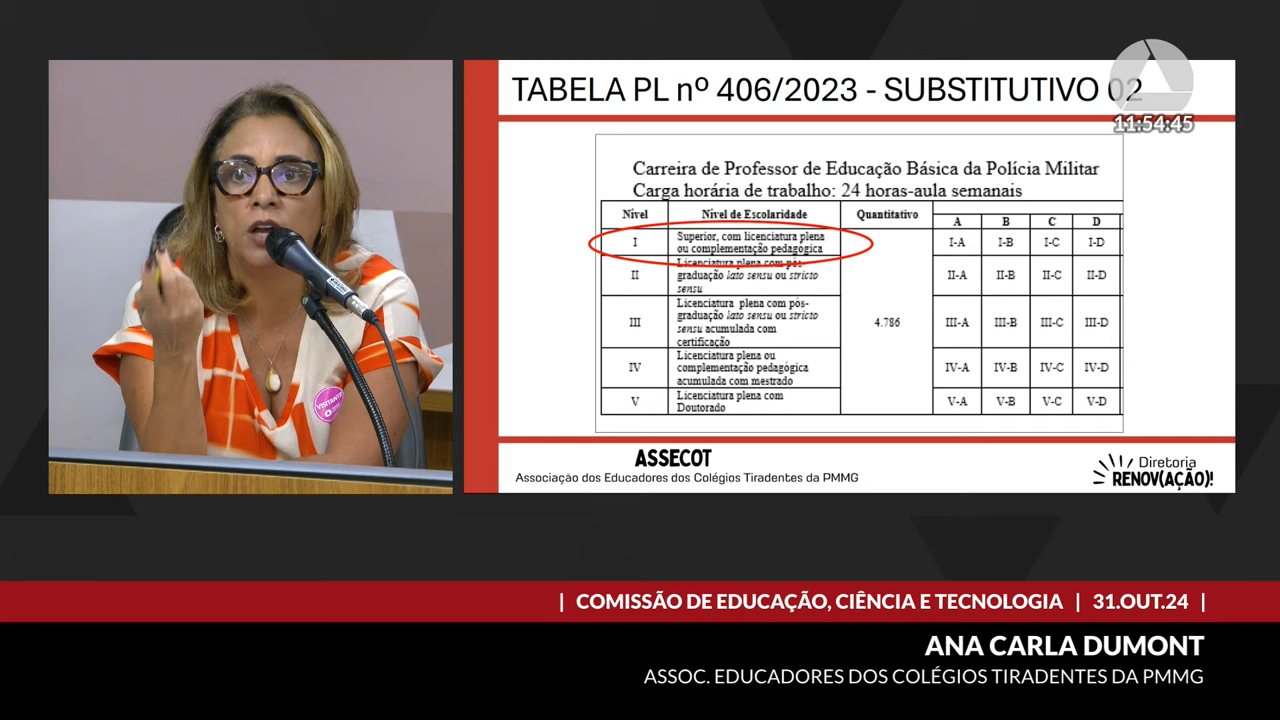 TABELA PL nº 406/2023 - SUBSTITUTIVO 02
11:54:45
Carreira de Professor de Educação Básica da Polícia Militar
Carga horária de trabalho: 24 horas-aula semanais
Nível Nível de Escolaridade Quantitativo A B C D
I Superior, com licenciatura plena ou complementação pedagógica I-A I-B I-C I-D
II Licenciatura plena com pós-graduação lato sensu ou stricto sensu II-A II-B II-C II-D
III Licenciatura plena com pós-graduação lato sensu ou stricto sensu acumulada com certificação 4.786 III-A III-B III-C III-D
IV Licenciatura plena ou complementação pedagógica acumulada com mestrado IV-A IV-B IV-C IV-D
V Licenciatura plena com Doutorado V-A V-B V-C V-D
VISITANTE
ASSECOT
Associação dos Educadores dos Colégios Tiradentes da PMMG
Diretoria
RENOV(AÇÃO)!
| COMISSÃO DE EDUCAÇÃO, CIÊNCIA E TECNOLOGIA | 31.OUT.24 |
ANA CARLA DUMONT
ASSOC. EDUCADORES DOS COLÉGIOS TIRADENTES DA PMMG